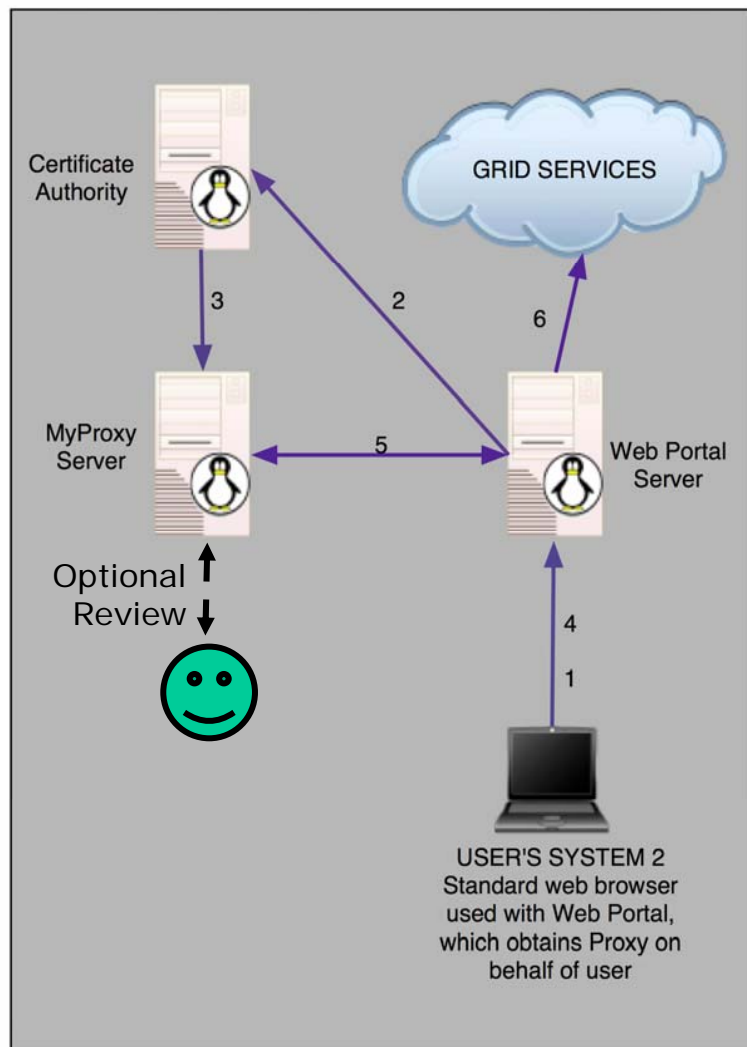 Certificate
Authority
GRID SERVICES
3
2
6
MyProxy
Server
5
Web Portal
Server
Optional
Review
4
1
USER'S SYSTEM 2
Standard web browser
used with Web Portal,
which obtains Proxy on
behalf of user